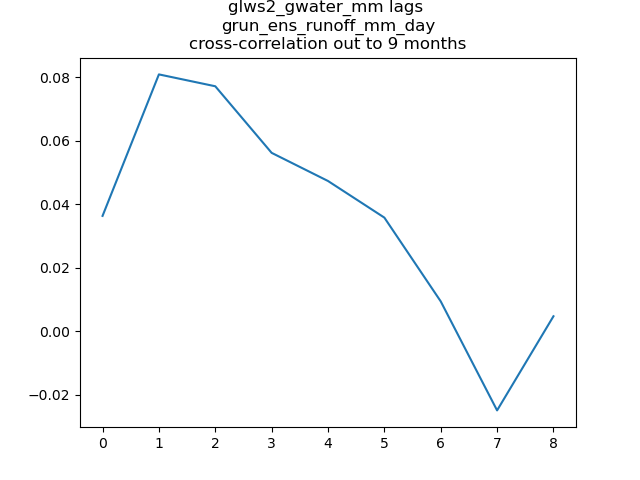 glws2_gwater_mm lags
grun_ens_runoff_mm_day
cross-correlation out to 9 months
0.08
0.06
0.04
0.02
0.00
−0.02
0 1 2 3 4 5 6 7 8